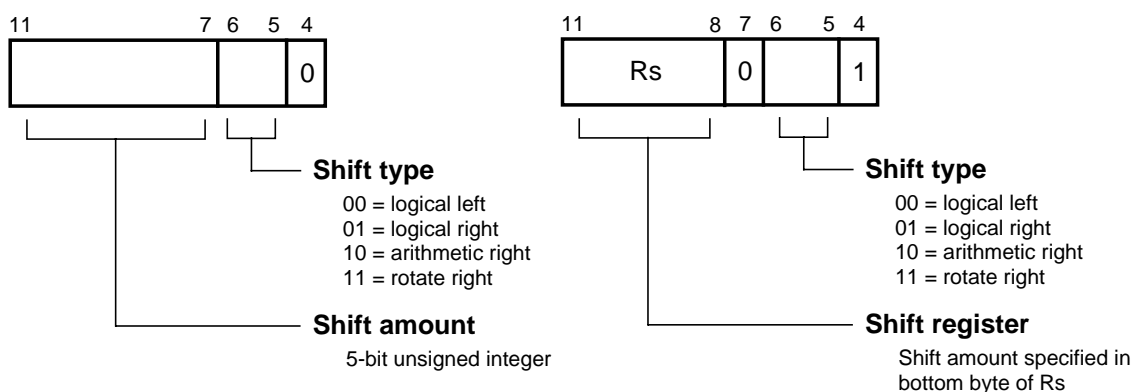 11 7 6 5 4
0
Shift type
00 = logical left
01 = logical right
10 = arithmetic right
11 = rotate right
Shift amount
5-bit unsigned integer
11 8 7 6 5 4
Rs 0 1
Shift type
00 = logical left
01 = logical right
10 = arithmetic right
11 = rotate right
Shift register
Shift amount specified in
bottom byte of Rs